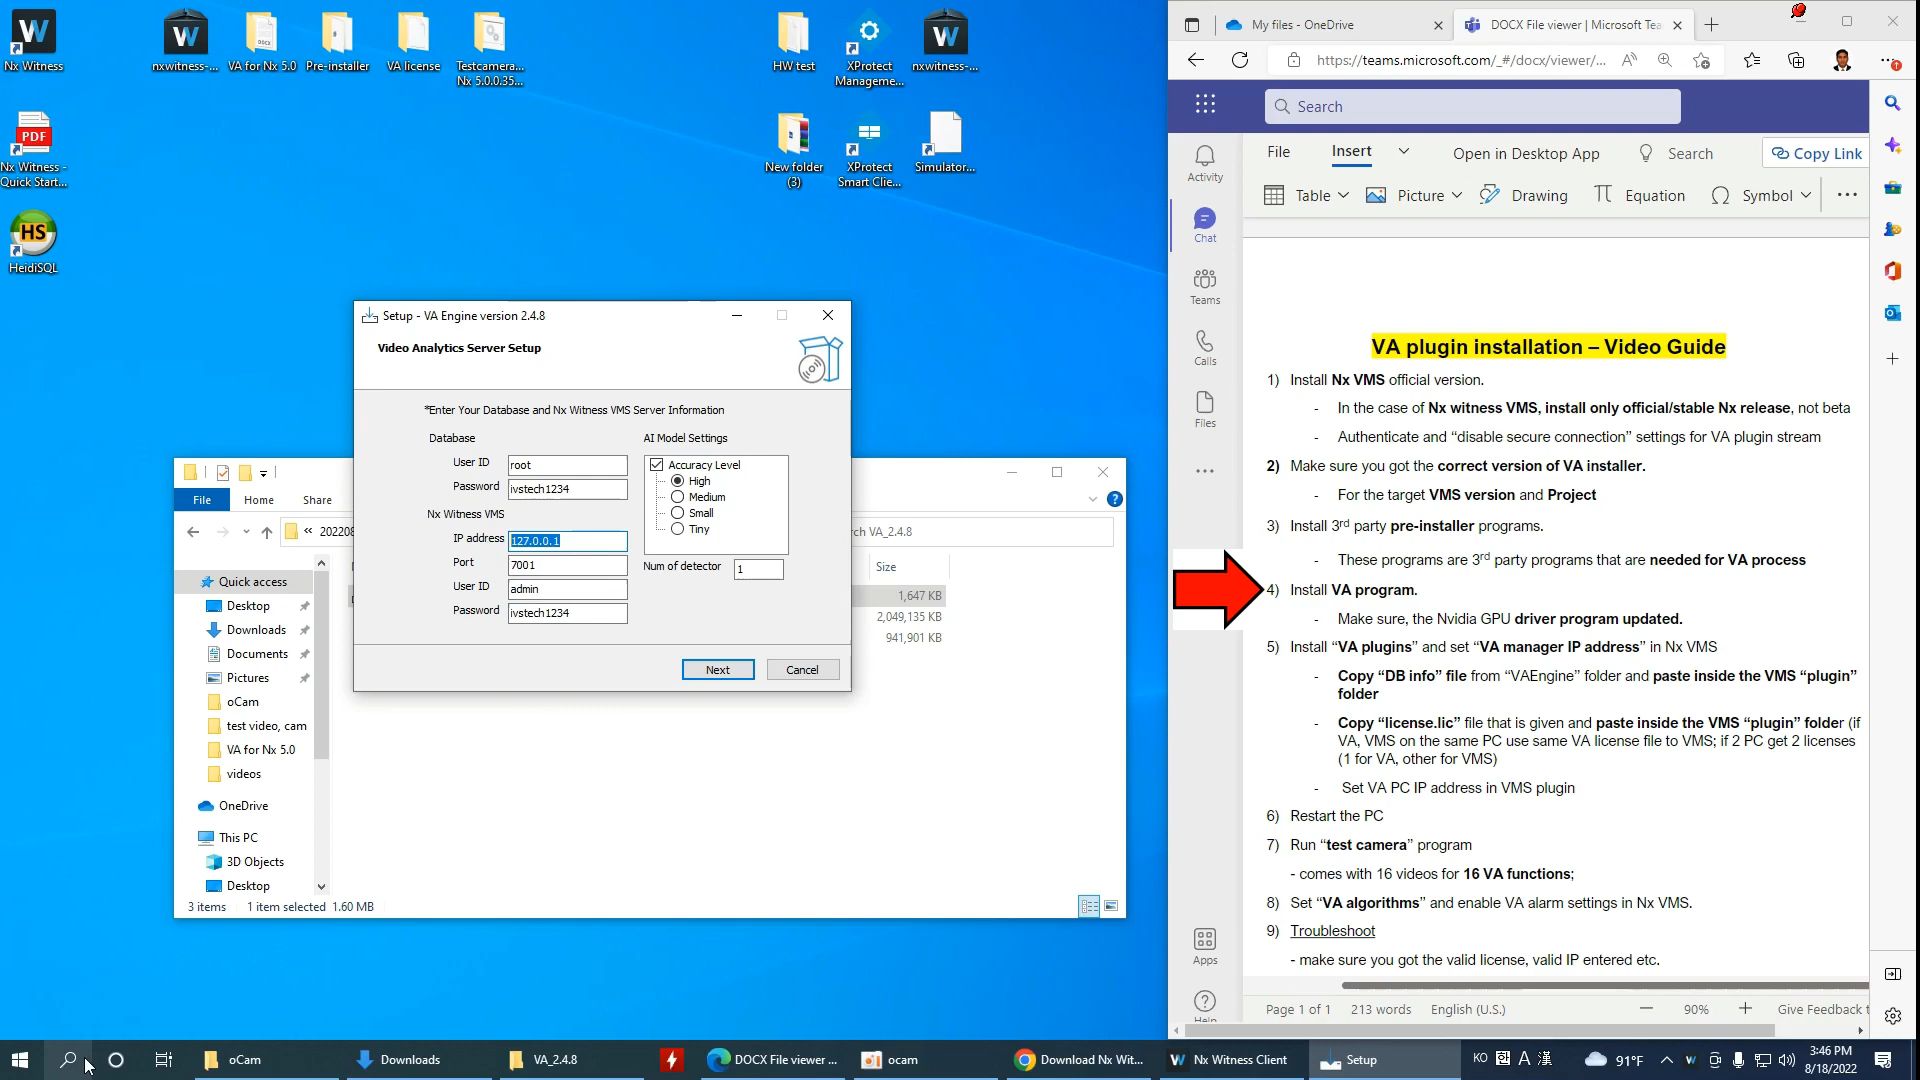 Nx Witness
nxwitness-...
VA for Nx 5.0
Pre-installer
VA license
Testcamera...
Nx 5.0.0.35...
HW test
XProtect
Manageme...
nxwitness-...
PDF
Nx Witness -
Quick Start...
New folder
(3)
XProtect
Smart Clie...
Simulator...
HS
HeidiSQL
Setup - VA Engine version 2.4.8
Video Analytics Server Setup
*Enter Your Database and Nx Witness VMS Server Information
Database
User ID root
Password ivstech1234
Nx Witness VMS
IP address 127.0.0.1
Port 7001
User ID admin
Password ivstech1234
AI Model Settings
Accuracy Level
High
Medium
Small
Tiny
Num of detector 1
Next Cancel
File Home Share
« 202208
rch VA_2.4.8
Size
Quick access
Desktop
Downloads
Documents
Pictures
oCam
test video, cam
VA for Nx 5.0
videos
OneDrive
This PC
3D Objects
Desktop
1,647 KB
2,049,135 KB
941,901 KB
3 items 1 item selected 1.60 MB
My files - OneDrive
DOCX File viewer | Microsoft Tea
https://teams.microsoft.com/_#/docx/viewer/...
Search
Activity
Chat
Teams
Calls
Files
Apps
Help
File Insert Open in Desktop App Search Copy Link
Table Picture Drawing Equation Symbol
VA plugin installation – Video Guide
1) Install Nx VMS official version.
- In the case of Nx witness VMS, install only official/stable Nx release, not beta
- Authenticate and “disable secure connection” settings for VA plugin stream
2) Make sure you got the correct version of VA installer.
- For the target VMS version and Project
3) Install 3rd party pre-installer programs.
- These programs are 3rd party programs that are needed for VA process
4) Install VA program.
- Make sure, the Nvidia GPU driver program updated.
5) Install “VA plugins” and set “VA manager IP address” in Nx VMS
- Copy “DB info” file from “VAEngine” folder and paste inside the VMS “plugin”
folder
- Copy “license.lic” file that is given and paste inside the VMS “plugin” folder (if
VA, VMS on the same PC use same VA license file to VMS; if 2 PC get 2 licenses
(1 for VA, other for VMS)
- Set VA PC IP address in VMS plugin
6) Restart the PC
7) Run “test camera” program
- comes with 16 videos for 16 VA functions;
8) Set “VA algorithms” and enable VA alarm settings in Nx VMS.
9) Troubleshoot
- make sure you got the valid license, valid IP entered etc.
Page 1 of 1 213 words English (U.S.) 90% Give Feedback t
oCam
Downloads
VA_2.4.8
DOCX File viewer ...
ocam
Download Nx Wit...
Nx Witness Client
Setup
KO A 漢
91°F
3:46 PM
8/18/2022